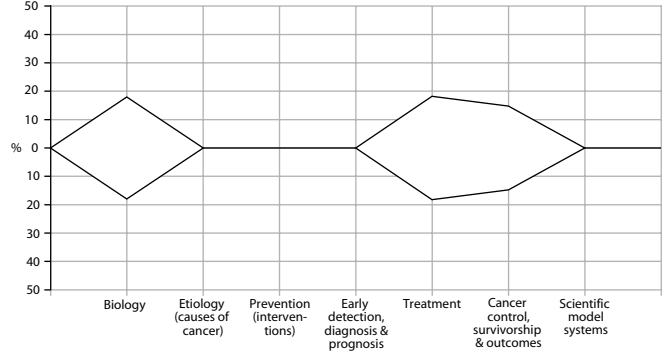 50
40
30
20
10
% 0
10
20
30
40
50
Biology
Etiology
(causes of
cancer)
Prevention
(interven-
tions)
Early
detection,
diagnosis &
prognosis
Treatment
Cancer
control,
survivorship
& outcomes
Scientific
model
systems